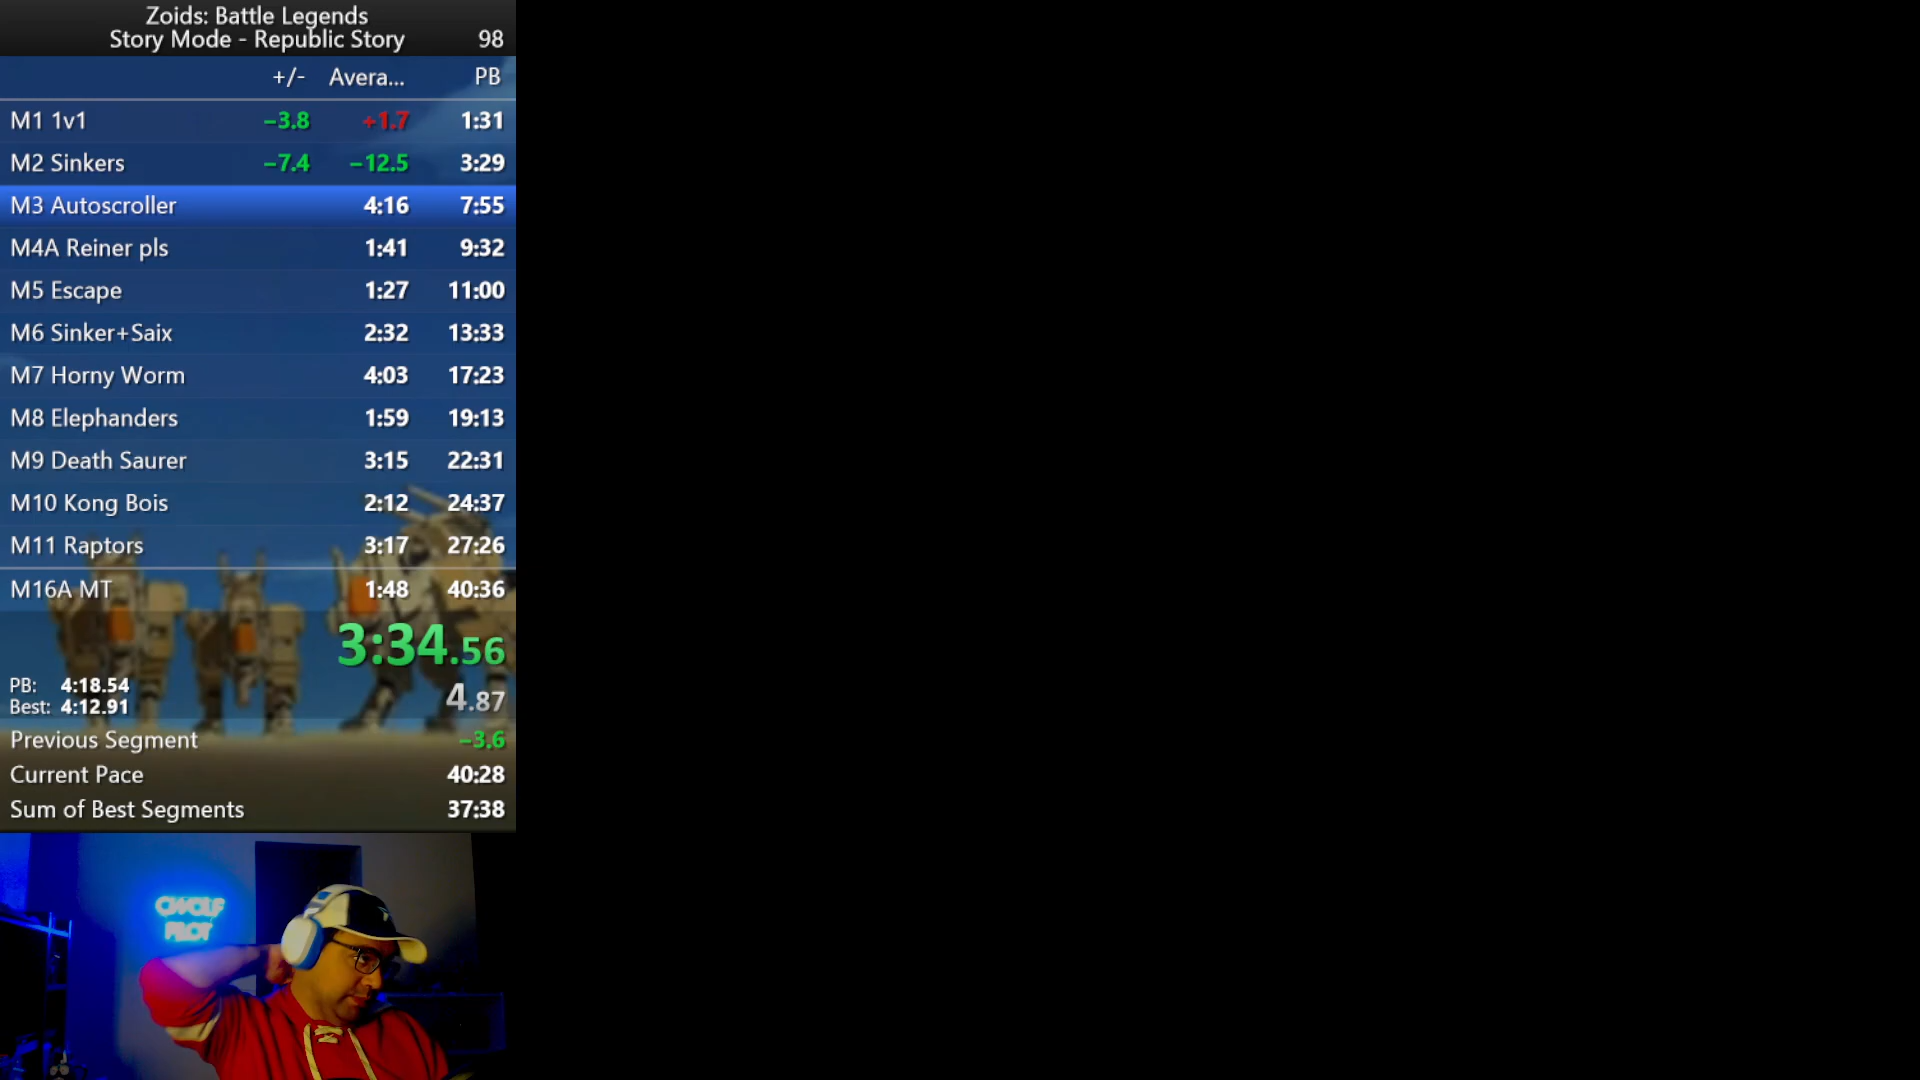 Zoids: Battle Legends
Story Mode - Republic Story 98
+/- Avera... PB
M1 1v1 −3.8 +1.7 1:31
M2 Sinkers −7.4 −12.5 3:29
M3 Autoscroller 4:16 7:55
M4A Reiner pls 1:41 9:32
M5 Escape 1:27 11:00
M6 Sinker+Saix 2:32 13:33
M7 Horny Worm 4:03 17:23
M8 Elephanders 1:59 19:13
M9 Death Saurer 3:15 22:31
M10 Kong Bois 2:12 24:37
M11 Raptors 3:17 27:26
M16A MT 1:48 40:36
3:34.56
PB: 4:18.54
Best: 4:12.91
4.87
Previous Segment −3.6
Current Pace 40:28
Sum of Best Segments 37:38
CWOLF
PILOT